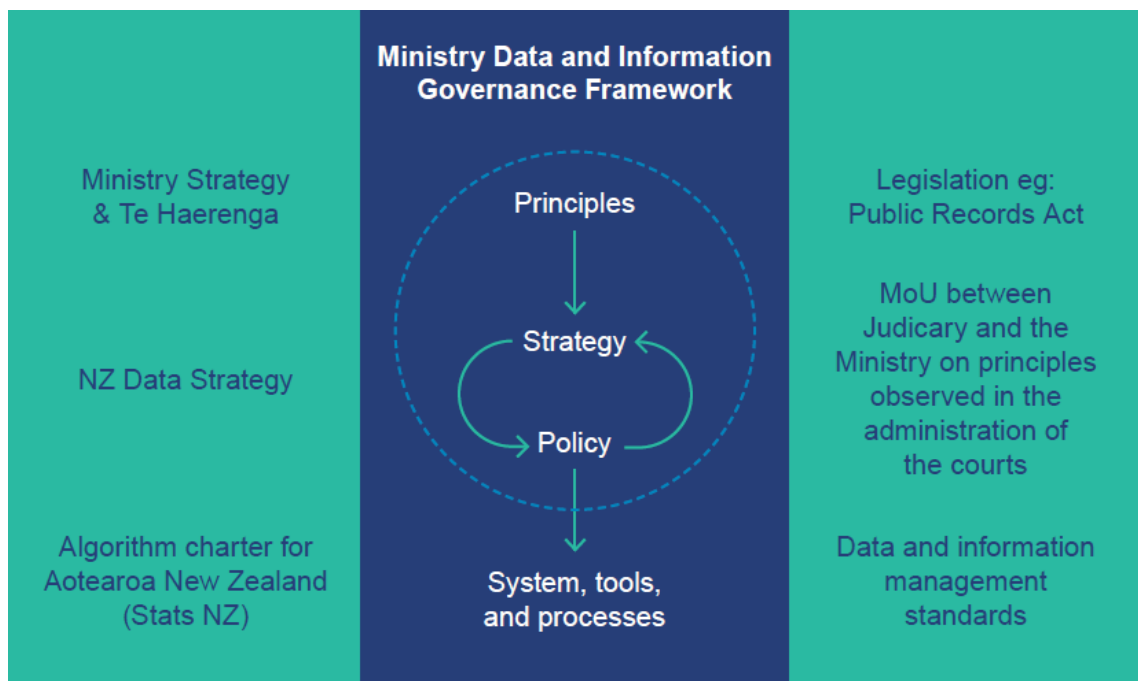 Ministry Data and Information
Governance Framework
Ministry Strategy
& Te Haerenga
NZ Data Strategy
Algorithm charter for
Aotearoa New Zealand
(Stats NZ)
Principles
Strategy
Policy
System, tools,
and processes
Legislation eg:
Public Records Act
MoU between
Judicary and the
Ministry on principles
observed in the
administration of
the courts
Data and information
management
standards